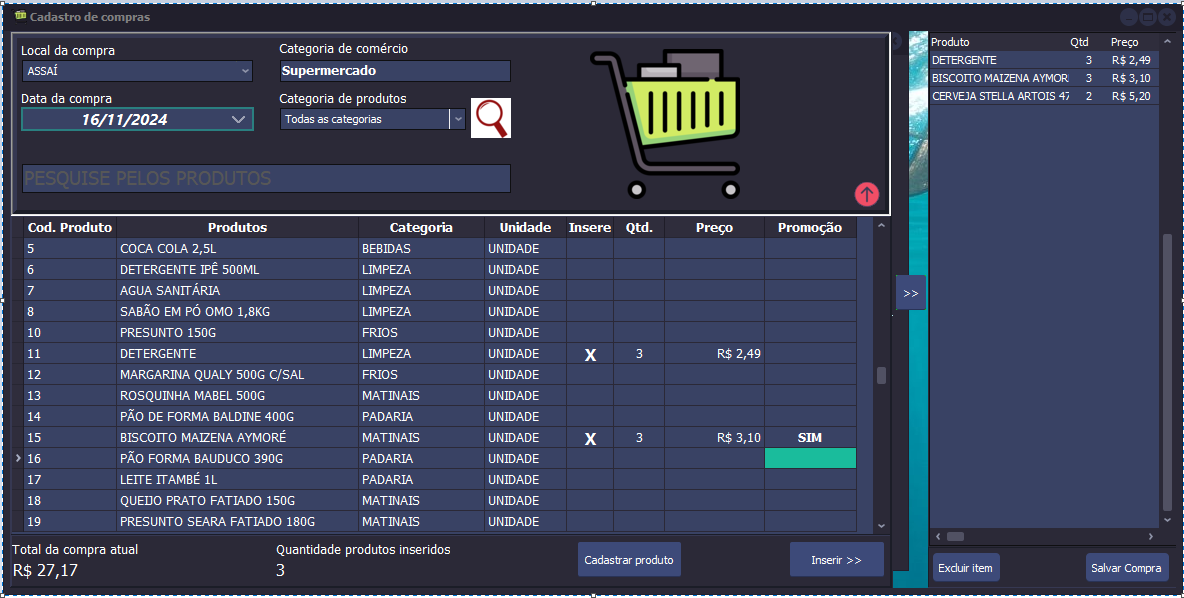 Cadastro de compras
Local da compra
ASSAÍ
Categoria de comércio
Supermercado
Data da compra
16/11/2024
Categoria de produtos
Todas as categorias
PESQUISE PELOS PRODUTOS
Cod. Produto Produtos Categoria Unidade Insere Qtd. Preço Promoção
5 COCA COLA 2,5L BEBIDAS UNIDADE
6 DETERGENTE IPÊ 500ML LIMPEZA UNIDADE
7 AGUA SANITÁRIA LIMPEZA UNIDADE
8 SABÃO EM PÓ OMO 1,8KG LIMPEZA UNIDADE
10 PRESUNTO 150G FRIOS UNIDADE
11 DETERGENTE LIMPEZA UNIDADE X 3 R$ 2,49
12 MARGARINA QUALY 500G C/SAL FRIOS UNIDADE
13 ROSQUINHA MABEL 500G MATINAIS UNIDADE
14 PÃO DE FORMA BALDINE 400G PADARIA UNIDADE
15 BISCOITO MAIZENA AYMORÉ MATINAIS UNIDADE X 3 R$ 3,10 SIM
16 PÃO FORMA BAUDUCO 390G PADARIA UNIDADE
17 LEITE ITAMBÉ 1L PADARIA UNIDADE
18 QUEIJO PRATO FATIADO 150G MATINAIS UNIDADE
19 PRESUNTO SEARA FATIADO 180G MATINAIS UNIDADE
Total da compra atual
R$ 27,17
Quantidade produtos inseridos
3
Cadastrar produto
Inserir >>
>>
Produto Qtd Preço
DETERGENTE 3 R$ 2,49
BISCOITO MAIZENA AYMOR 3 R$ 3,10
CERVEJA STELLA ARTOIS 47 2 R$ 5,20
Excluir item
Salvar Compra